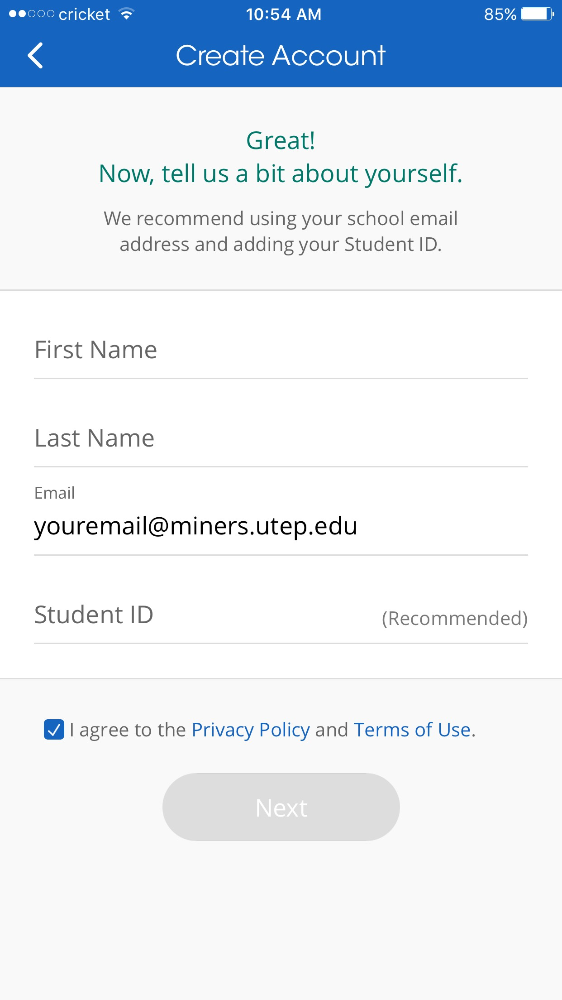 cricket 10:54 AM 85%
Create Account
Great!
Now, tell us a bit about yourself.
We recommend using your school email
address and adding your Student ID.
First Name
Last Name
Email
youremail@miners.utep.edu
Student ID (Recommended)
I agree to the Privacy Policy and Terms of Use.
Next